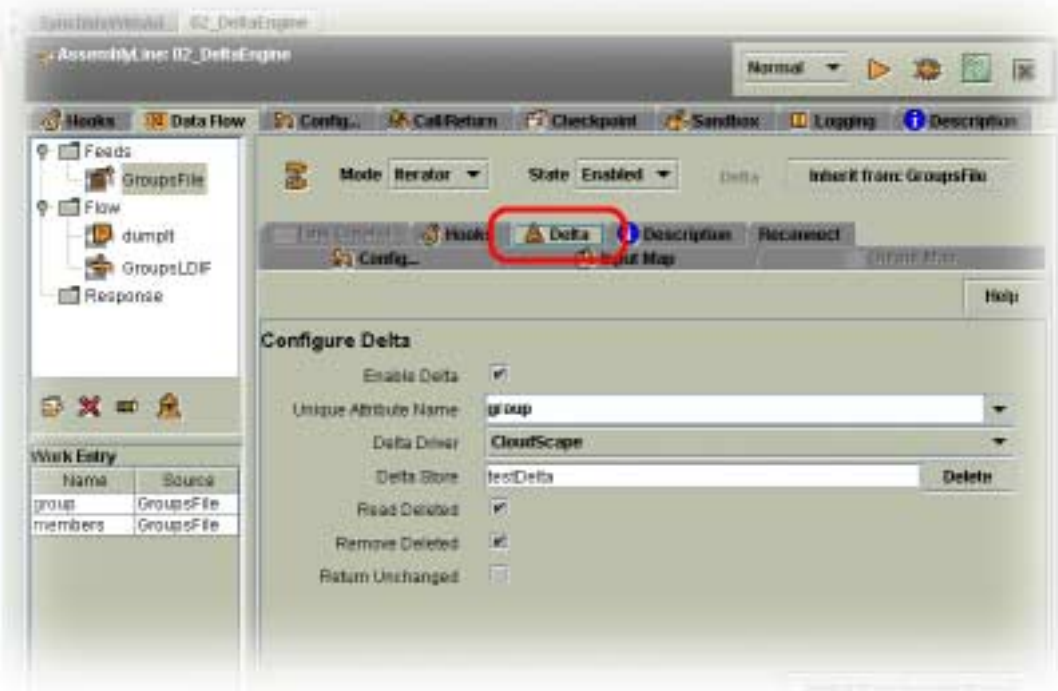 02_DeltaEngine
AssemblyLine: 02_DeltaEngine
Normal
Hooks Data Flow Config... Call/Return Checkpoint Sandbox Logging Description
Feeds
GroupsFile
Flow
dumpIt
GroupsLDIF
Response
Mode Iterator State Enabled Delta Inherit from: GroupsFile
Hooks Delta Description Reconnect
Config... Input Map Output Map
Help
Configure Delta
Enable Delta
Unique Attribute Name group
Delta Driver CloudScape
Delta Store testDelta Delete
Read Deleted
Remove Deleted
Return Unchanged
Work Entry
Name Source
group GroupsFile
members GroupsFile